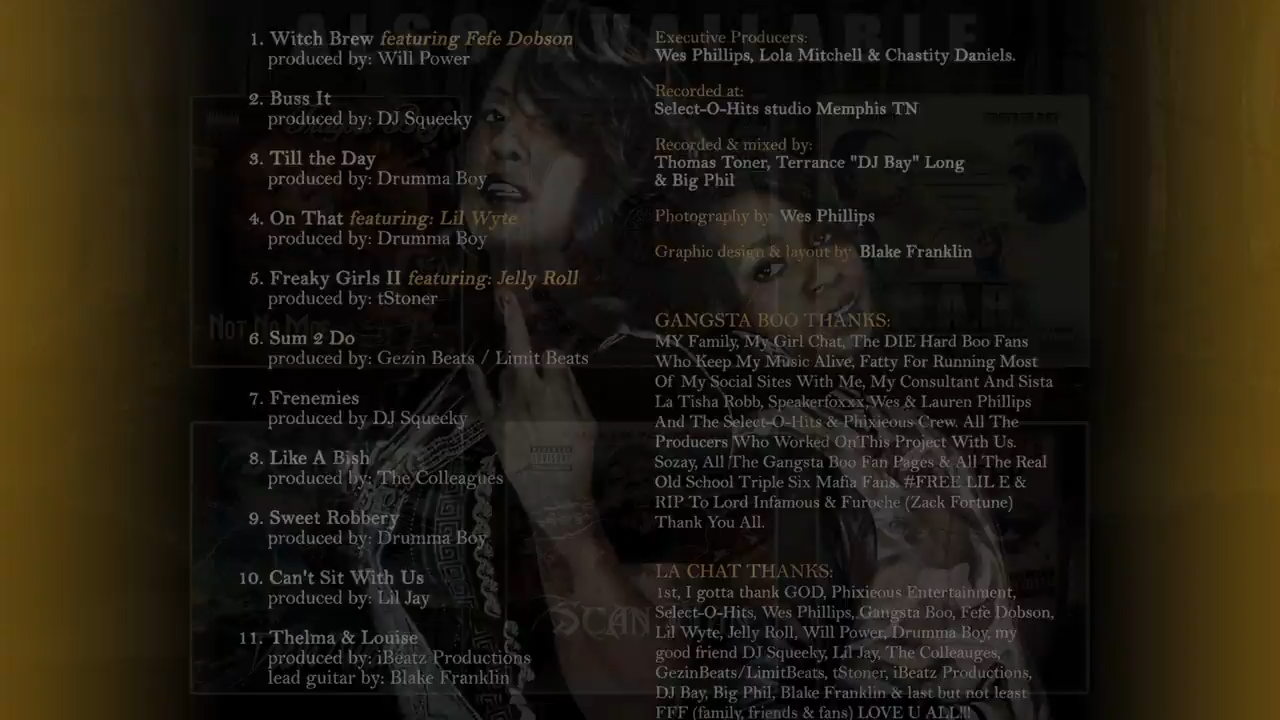 ALSO AVAILABLE
1. Witch Brew featuring Fefe Dobson
produced by: Will Power
2. Buss It
produced by: DJ Squeeky
3. Till the Day
produced by: Drumma Boy
4. On That featuring: Lil Wyte
produced by: Drumma Boy
5. Freaky Girls II featuring: Jelly Roll
produced by: tStoner
6. Sum 2 Do
produced by: Gezin Beats / Limit Beats
7. Frenemies
produced by DJ Squeeky
8. Like A Bish
produced by: The Colleagues
9. Sweet Robbery
produced by: Drumma Boy
10. Can't Sit With Us
produced by: Lil Jay
11. Thelma & Louise
produced by: iBeatz Productions
lead guitar by: Blake Franklin
Executive Producers:
Wes Phillips, Lola Mitchell & Chastity Daniels.
Recorded at:
Select-O-Hits studio Memphis TN
Recorded & mixed by:
Thomas Toner, Terrance "DJ Bay" Long
& Big Phil
Photography by Wes Phillips
Graphic design & layout by Blake Franklin
GANGSTA BOO THANKS:
MY Family, My Girl Chat, The DIE Hard Boo Fans
Who Keep My Music Alive, Fatty For Running Most
Of My Social Sites With Me, My Consultant And Sista
La Tisha Robb, Speakerfoxxx,Wes & Lauren Phillips
And The Select-O-Hits & Phixieous Crew. All The
Producers Who Worked OnThis Project With Us.
Sozay, All The Gangsta Boo Fan Pages & All The Real
Old School Triple Six Mafia Fans. #FREE LIL E &
RIP To Lord Infamous & Furoche (Zack Fortune)
Thank You All.
LA CHAT THANKS:
1st, I gotta thank GOD, Phixieous Entertainment,
Select-O-Hits, Wes Phillips, Gangsta Boo, Fefe Dobson,
Lil Wyte, Jelly Roll, Will Power, Drumma Boy, my
good friend DJ Squeeky, Lil Jay, The Colleauges,
GezinBeats/LimitBeats, tStoner, iBeatz Productions,
DJ Bay, Big Phil, Blake Franklin & last but not least
FFF (family, friends & fans) LOVE U ALL!!!